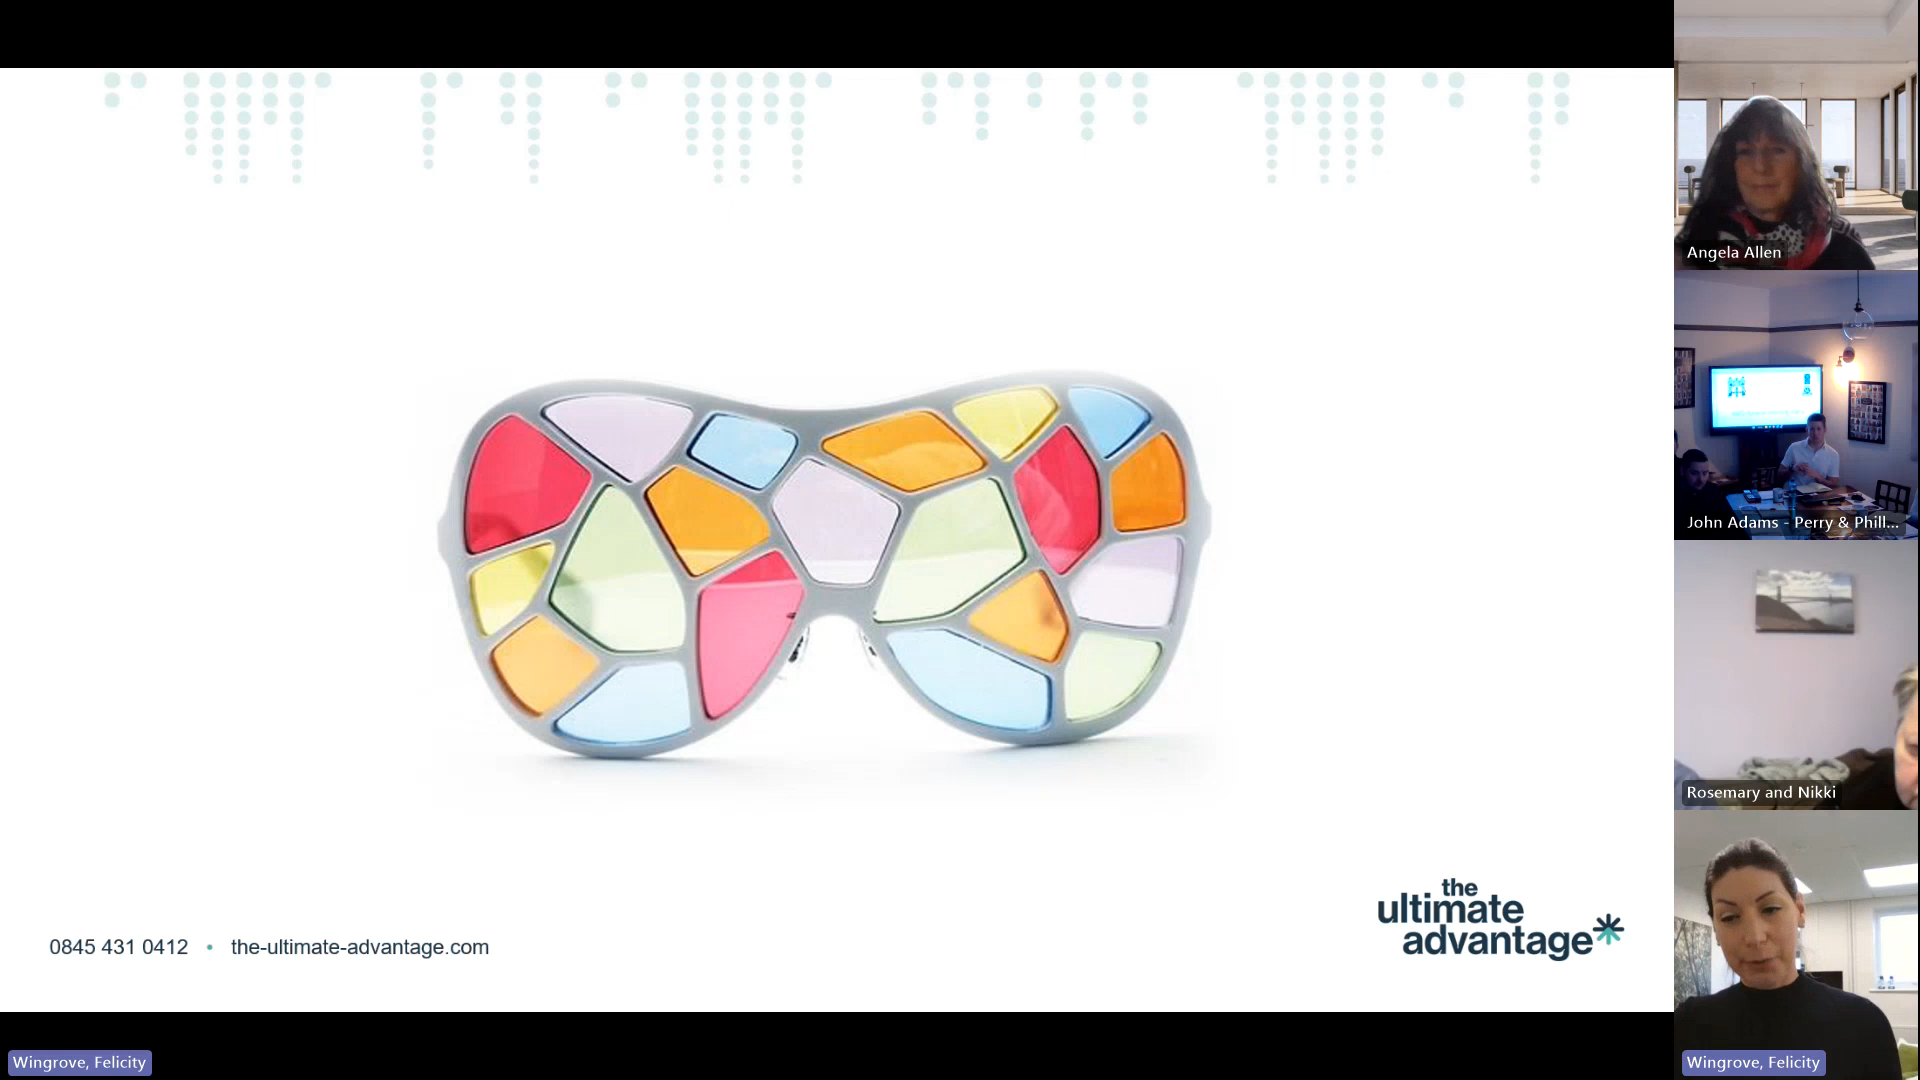 Angela Allen
John Adams - Perry & Phill...
Rosemary and Nikki
the
ultimate
advantage
0845 431 0412 • the-ultimate-advantage.com
Wingrove, Felicity
Wingrove, Felicity